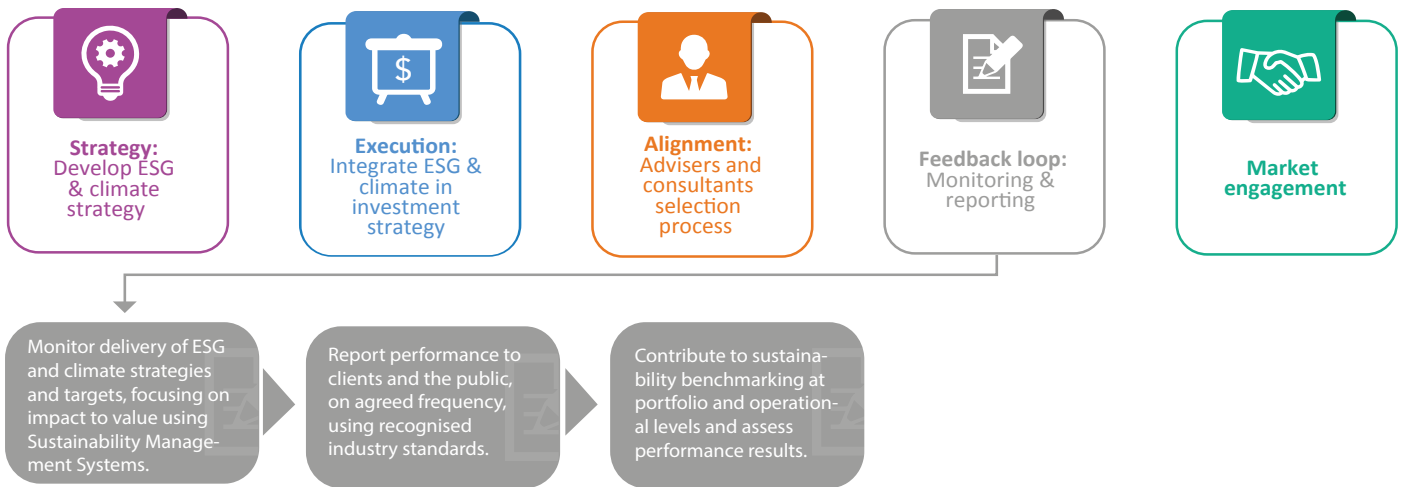 $
Strategy:
Develop ESG
& climate
strategy
Execution:
Integrate ESG &
climate in
investment
strategy
Alignment:
Advisers and
consultants
selection
process
Feedback loop:
Monitoring &
reporting
Market
engagement
Monitor delivery of ESG
and climate strategies
and targets, focusing on
impact to value using
Sustainability Manage-
ment Systems.
Report performance to
clients and the public,
on agreed frequency,
using recognised
industry standards.
Contribute to sustaina-
bility benchmarking at
portfolio and operation-
al levels and assess
performance results.